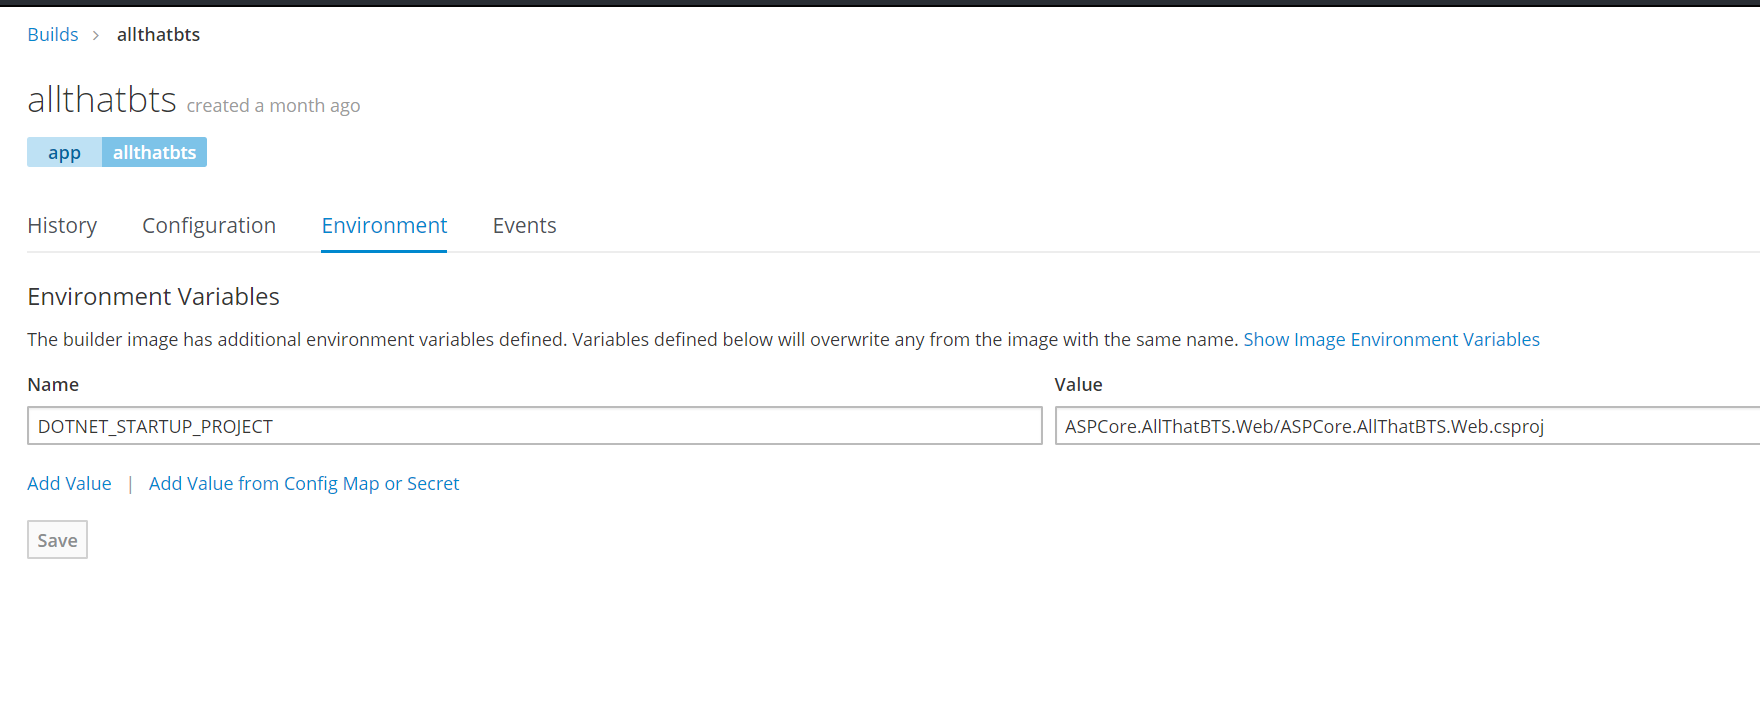 Builds > allthatbts
allthatbts created a month ago
app allthatbts
History Configuration Environment Events
Environment Variables
The builder image has additional environment variables defined. Variables defined below will overwrite any from the image with the same name. Show Image Environment Variables
Name Value
DOTNET_STARTUP_PROJECT ASPCore.AllThatBTS.Web/ASPCore.AllThatBTS.Web.csproj
Add Value | Add Value from Config Map or Secret
Save